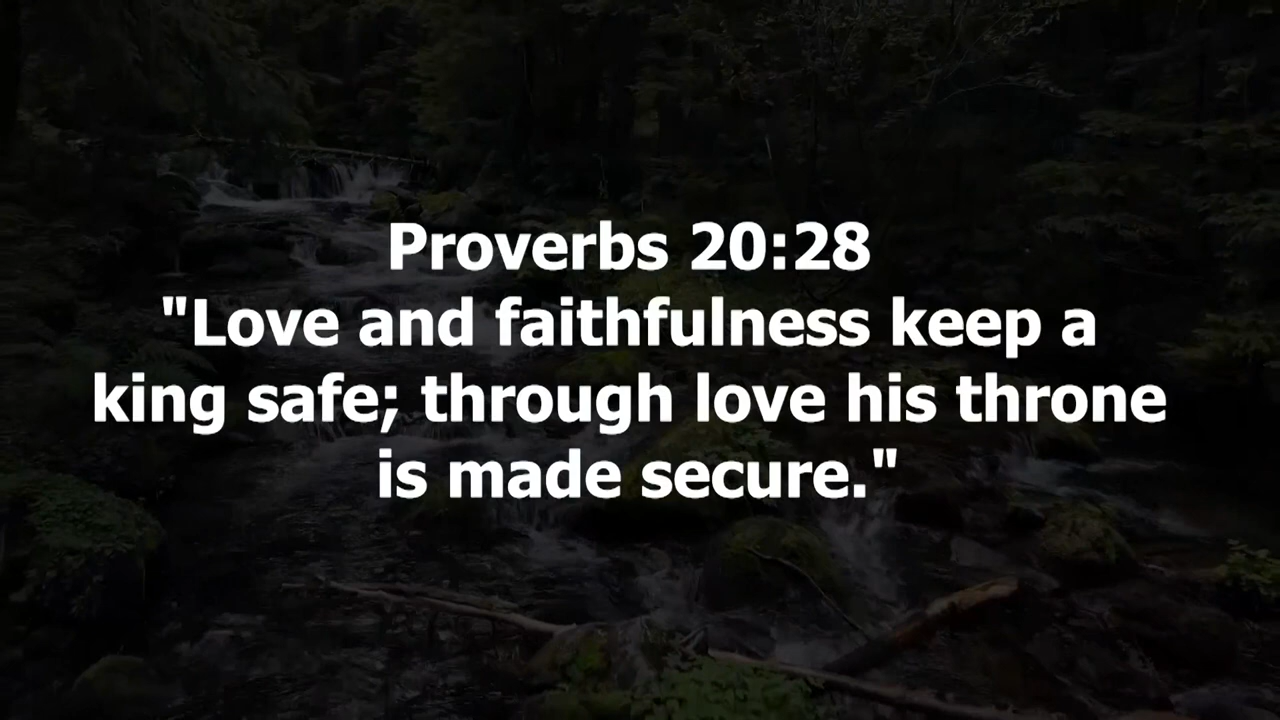 Proverbs 20:28
"Love and faithfulness keep a
king safe; through love his throne
is made secure."